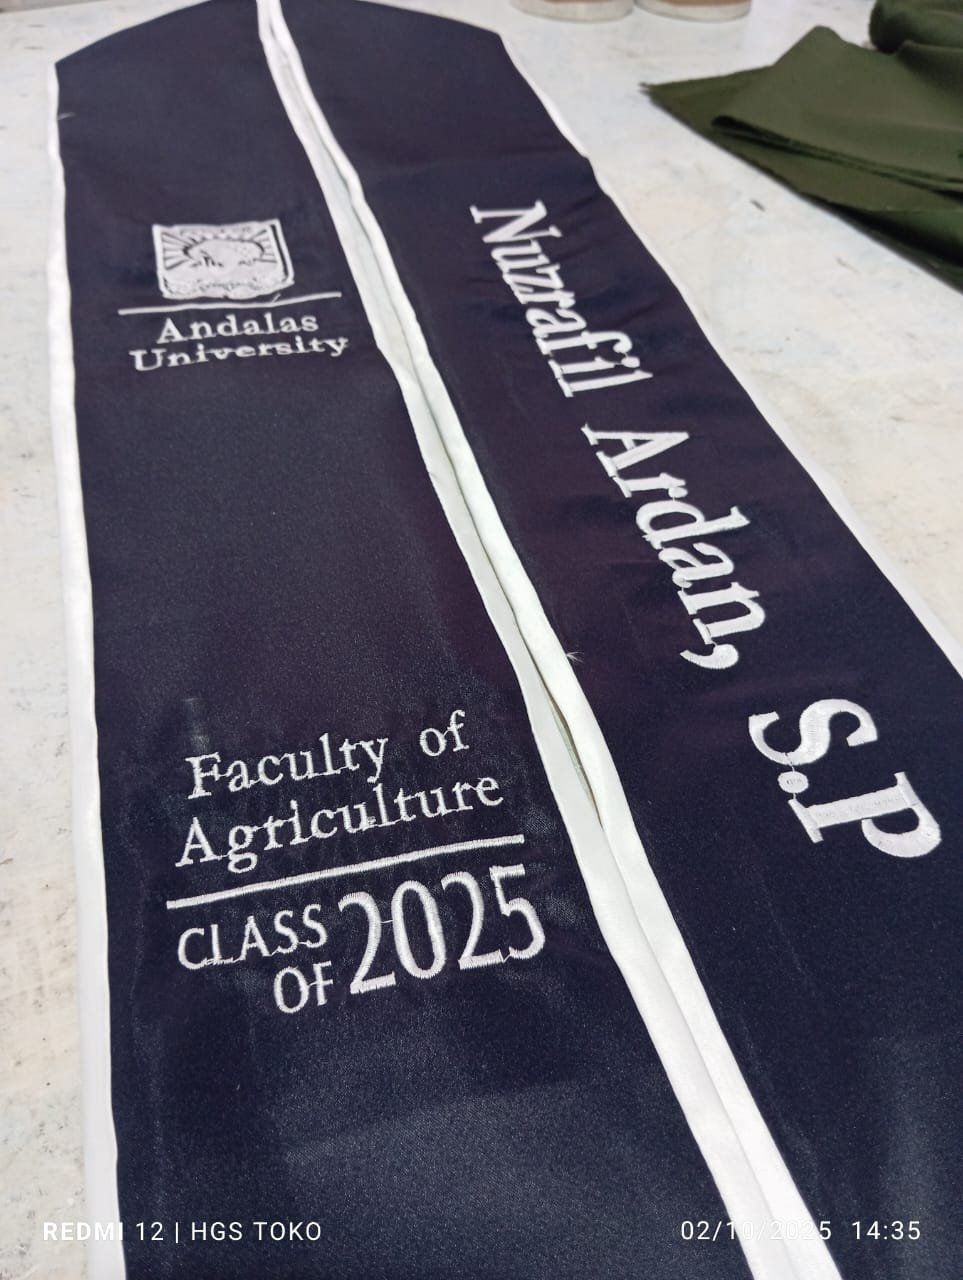 Andalas
University
Faculty of
Agriculture
CLASS
OF 2025
Nuzrafil Ardan, S.P
REDMI 12 | HGS TOKO
02/10/2025 14:35